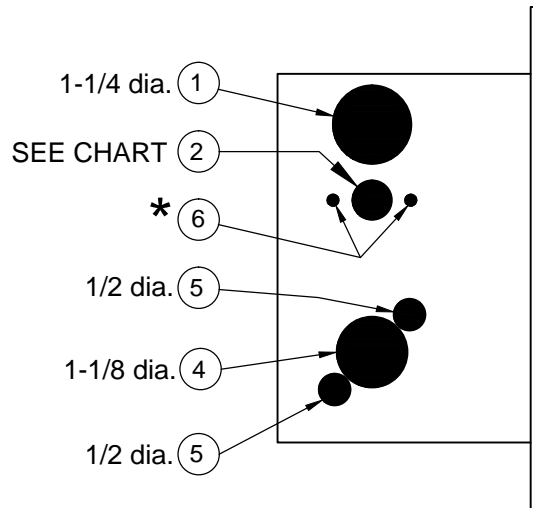 1-1/4 dia. 1
SEE CHART 2
* 6
1/2 dia. 5
1-1/8 dia. 4
1/2 dia. 5